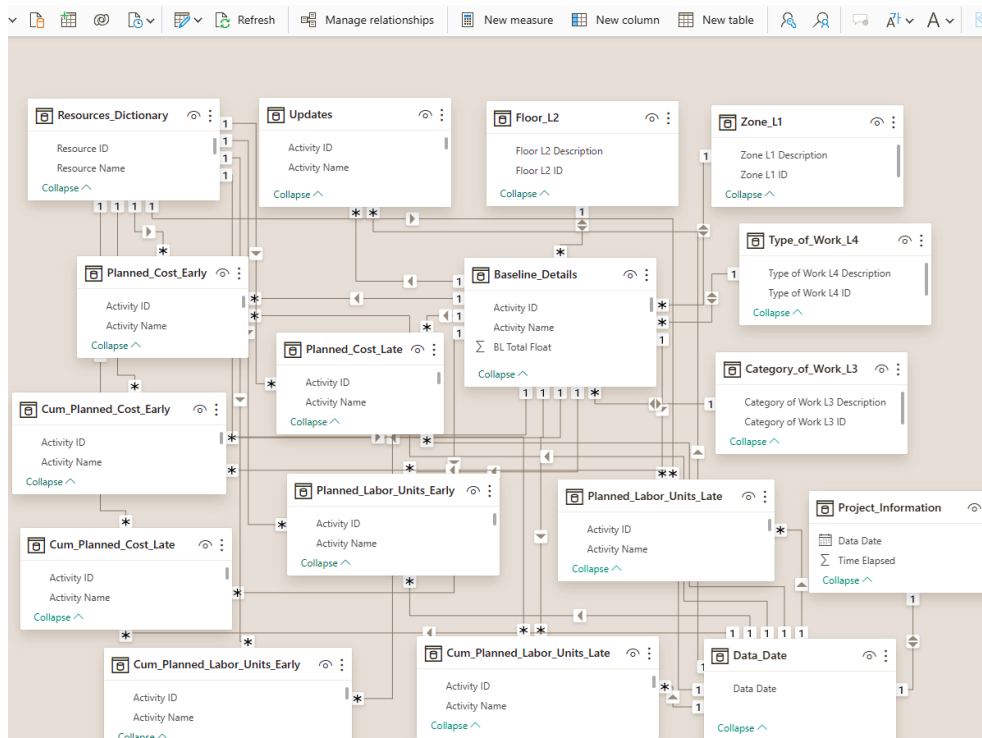 Refresh
Manage relationships
New measure
New column
New table
Resources_Dictionary
Resource ID
Resource Name
Collapse
Updates
Activity ID
Activity Name
Collapse
Floor_L2
Floor L2 Description
Floor L2 ID
Collapse
Zone_L1
Zone L1 Description
Zone L1 ID
Collapse
Type_of_Work_L4
Type of Work L4 Description
Type of Work L4 ID
Collapse
Planned_Cost_Early
Activity ID
Activity Name
Collapse
Baseline_Details
Activity ID
Activity Name
∑ BL Total Float
Collapse
Planned_Cost_Late
Activity ID
Activity Name
Collapse
Category_of_Work_L3
Category of Work L3 Description
Category of Work L3 ID
Collapse
Cum_Planned_Cost_Early
Activity ID
Activity Name
Collapse
Planned_Labor_Units_Early
Activity ID
Activity Name
Collapse
Planned_Labor_Units_Late
Activity ID
Activity Name
Collapse
Project_Information
Data Date
∑ Time Elapsed
Collapse
Cum_Planned_Cost_Late
Activity ID
Activity Name
Collapse
Cum_Planned_Labor_Units_Early
Activity ID
Activity Name
Collapse
Cum_Planned_Labor_Units_Late
Activity ID
Activity Name
Collapse
Data_Date
Data Date
Collapse